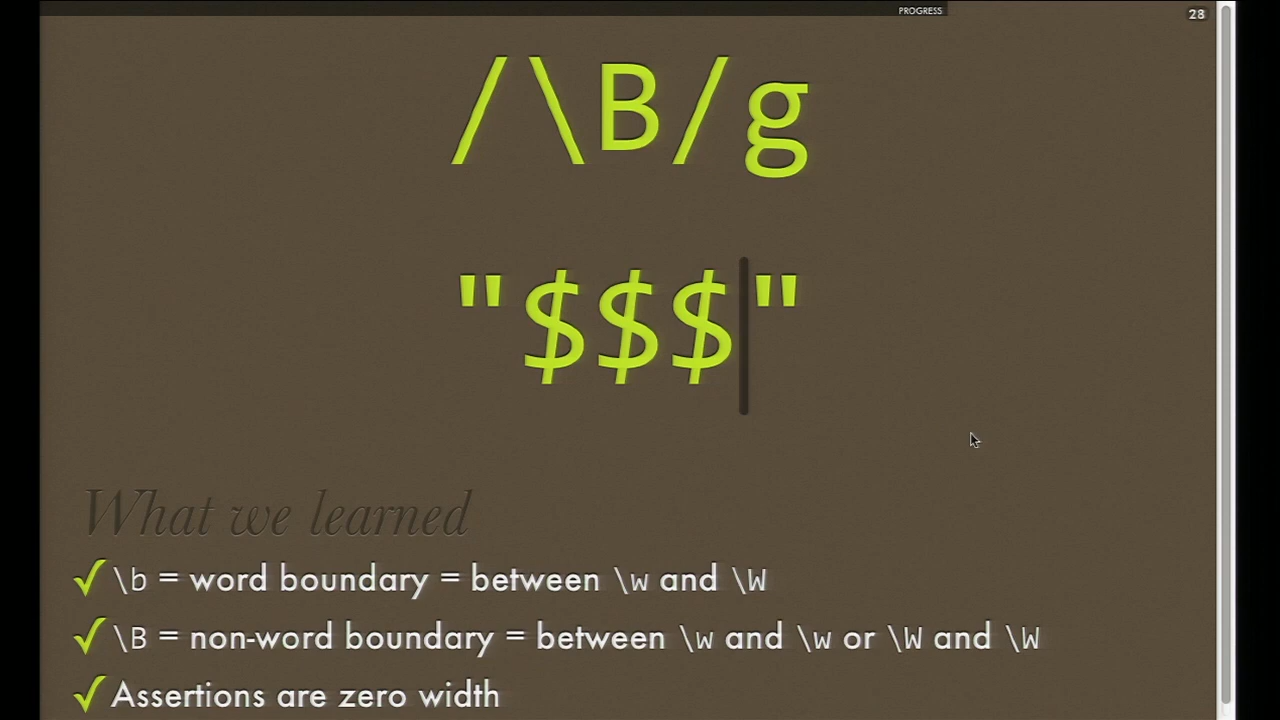 PROGRESS
28
/\B/g
"$$$"
What we learned
✓ \b = word boundary = between \w and \W
✓ \B = non-word boundary = between \w and \w or \W and \W
✓ Assertions are zero width